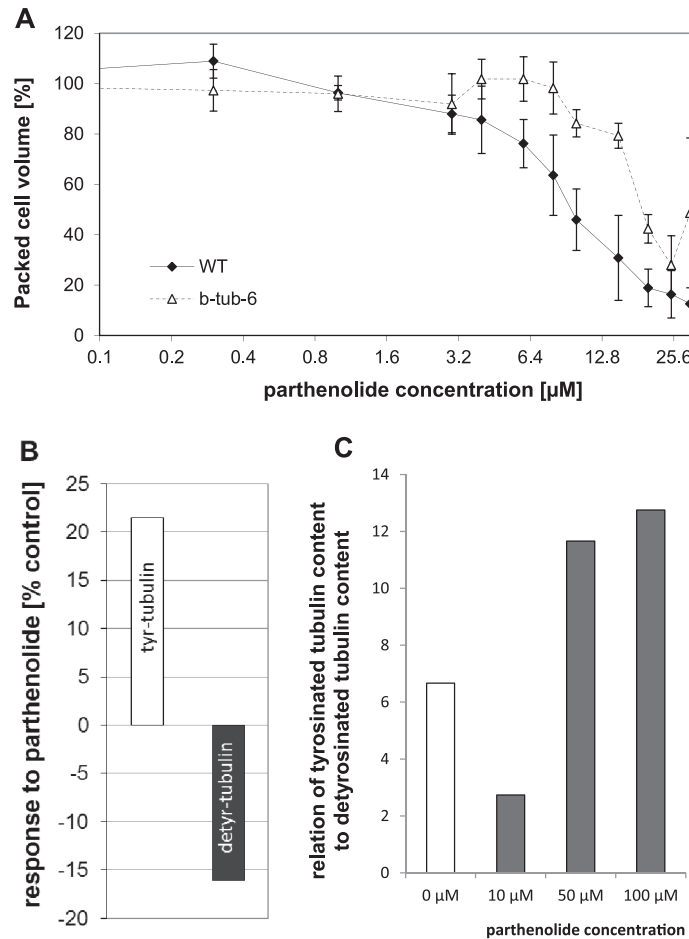 A
Packed cell volume [%]
120
100
80
60
40
20
0
WT
b-tub-6
0.1 0.2 0.4 0.8 1.6 3.2 6.4 12.8 25.6
parthenolide concentration [µM]
B
response to parthenolide [% control]
25
20
15
10
5
0
-5
-10
-15
-20
tyr-tubulin
detyr-tubulin
C
relation of tyrosinated tubulin content
to detyrosinated tubulin content
14
12
10
8
6
4
2
0
0 µM 10 µM 50 µM 100 µM
parthenolide concentration